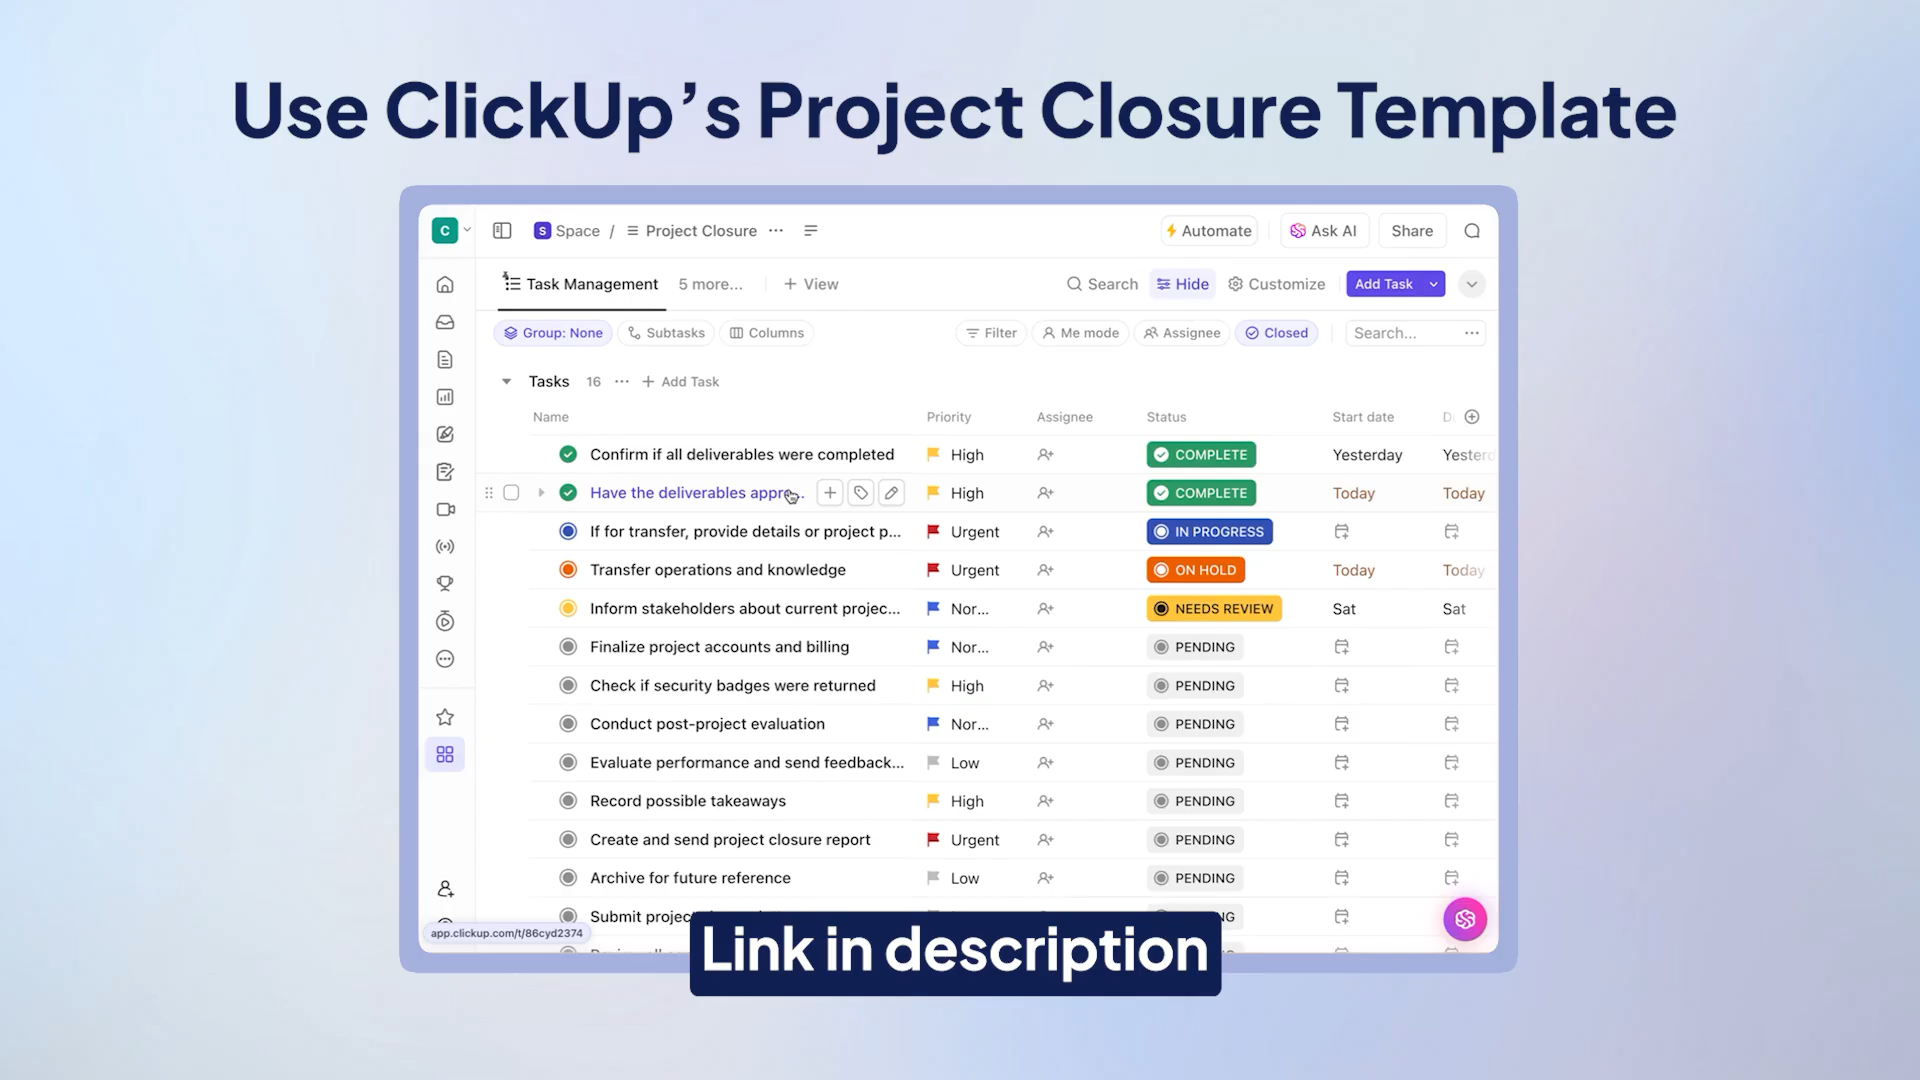 Use ClickUp’s Project Closure Template
C
S Space / Project Closure ...
Automate
Ask AI
Share
Task Management
5 more...
+ View
Search
Hide
Customize
Add Task
Group: None
Subtasks
Columns
Filter
Me mode
Assignee
Closed
Search...
Tasks 16 ... + Add Task
Name Priority Assignee Status Start date D
Confirm if all deliverables were completed High COMPLETE Yesterday Yesterd
Have the deliverables appro... High COMPLETE Today Today
If for transfer, provide details or project p... Urgent IN PROGRESS
Transfer operations and knowledge Urgent ON HOLD Today Today
Inform stakeholders about current projec... Nor... NEEDS REVIEW Sat Sat
Finalize project accounts and billing Nor... PENDING
Check if security badges were returned High PENDING
Conduct post-project evaluation Nor... PENDING
Evaluate performance and send feedback... Low PENDING
Record possible takeaways High PENDING
Create and send project closure report Urgent PENDING
Archive for future reference Low PENDING
Submit project
app.clickup.com/t/86cyd2374
Link in description